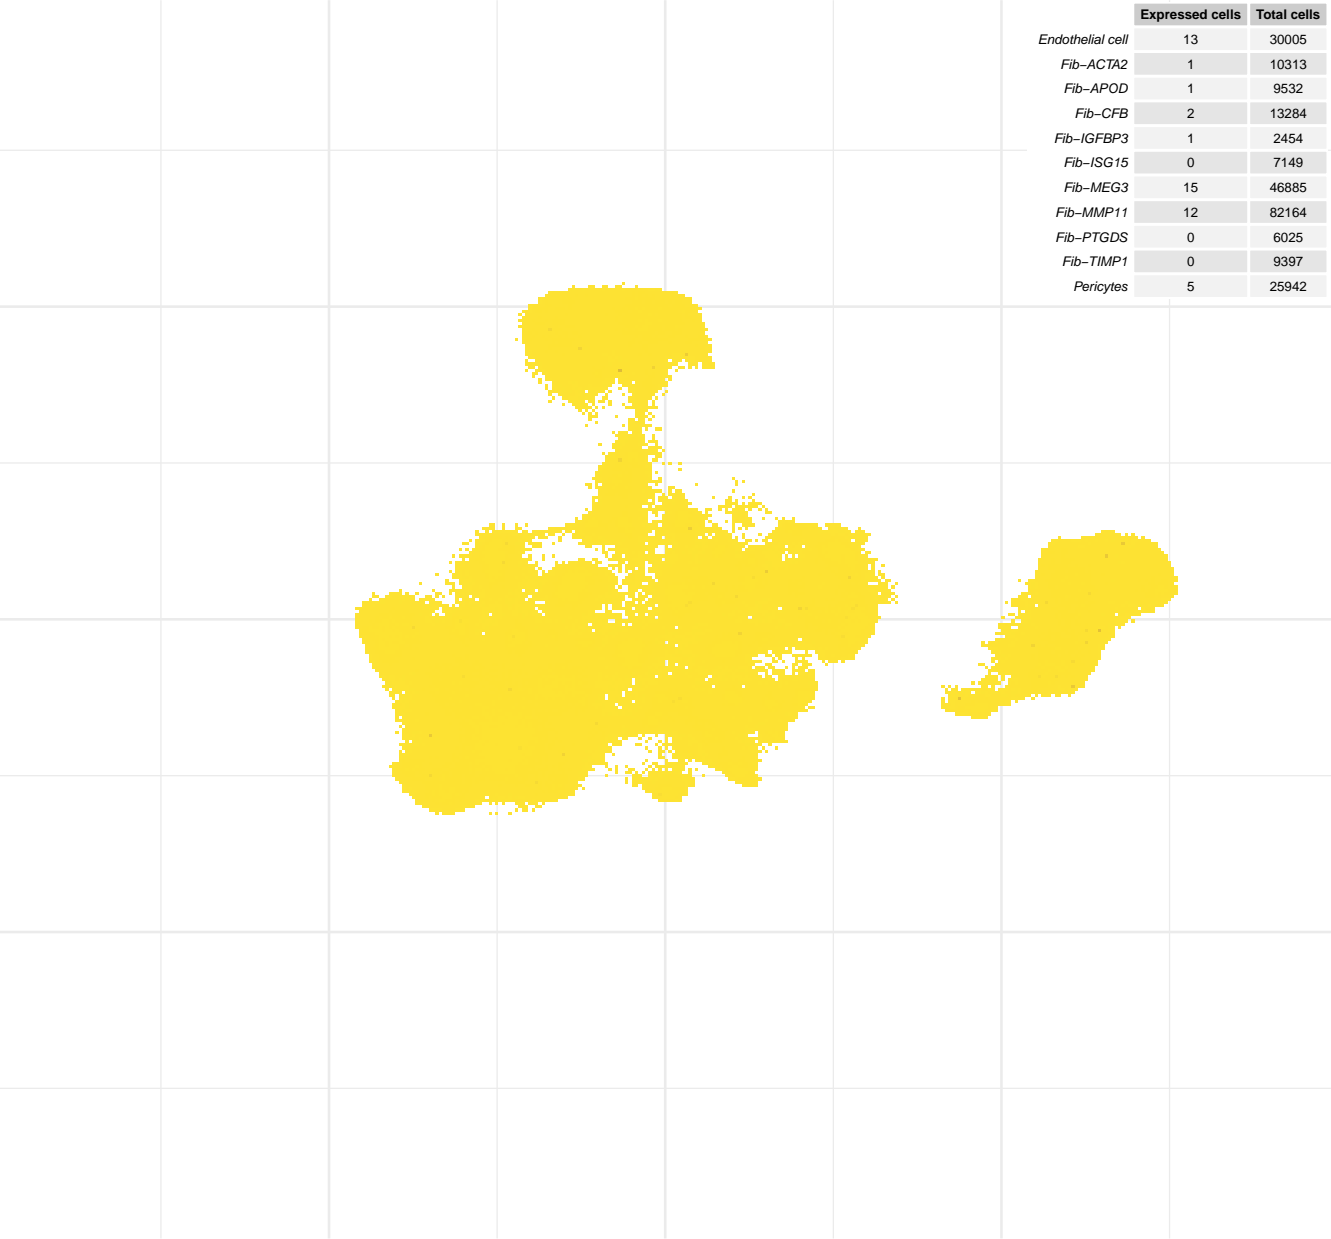 Expressed cells Total cells
Endothelial cell 13 30005
Fib−ACTA2 1 10313
Fib−APOD 1 9532
Fib−CFB 2 13284
Fib−IGFBP3 1 2454
Fib−ISG15 0 7149
Fib−MEG3 15 46885
Fib−MMP11 12 82164
Fib−PTGDS 0 6025
Fib−TIMP1 0 9397
Pericytes 5 25942